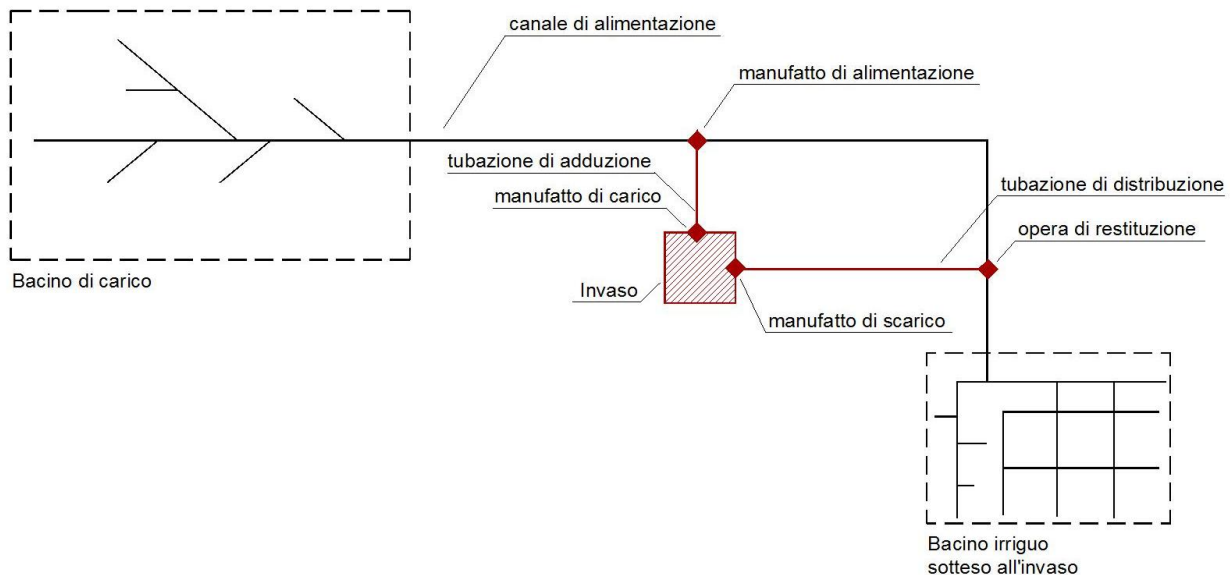 canale di alimentazione
manufatto di alimentazione
tubazione di adduzione
manufatto di carico
tubazione di distribuzione
opera di restituzione
Bacino di carico
Invaso
manufatto di scarico
Bacino irriguo
sotteso all'invaso